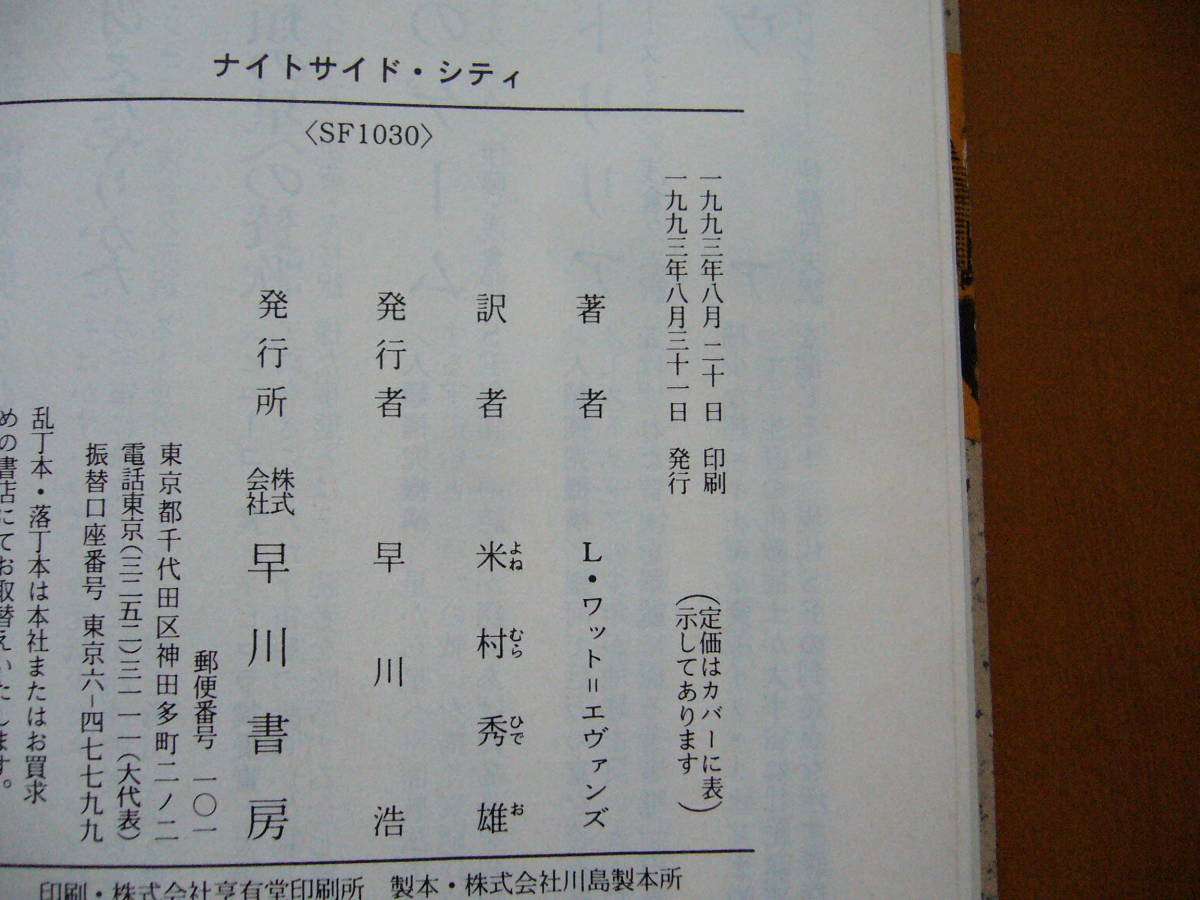 ナイトサイド・シティ
〈SF1030〉
一九九三年八月二十日 印刷
一九九三年八月三十一日 発行
（定価はカバーに表
示してあります）
著者 L・ワット＝エヴァンズ
訳者 米村秀雄
よね むら ひで お
発行者 早川浩
発行所 株式会社 早川書房
郵便番号 一〇一
東京都千代田区神田多町二ノ二
電話東京（三二五二）三一一一（大代表）
振替口座番号 東京六－四七七九九
乱丁本・落丁本は本社またはお買求
めの書店にてお取替えいたします。
印刷・株式会社亨有堂印刷所 製本・株式会社川島製本所